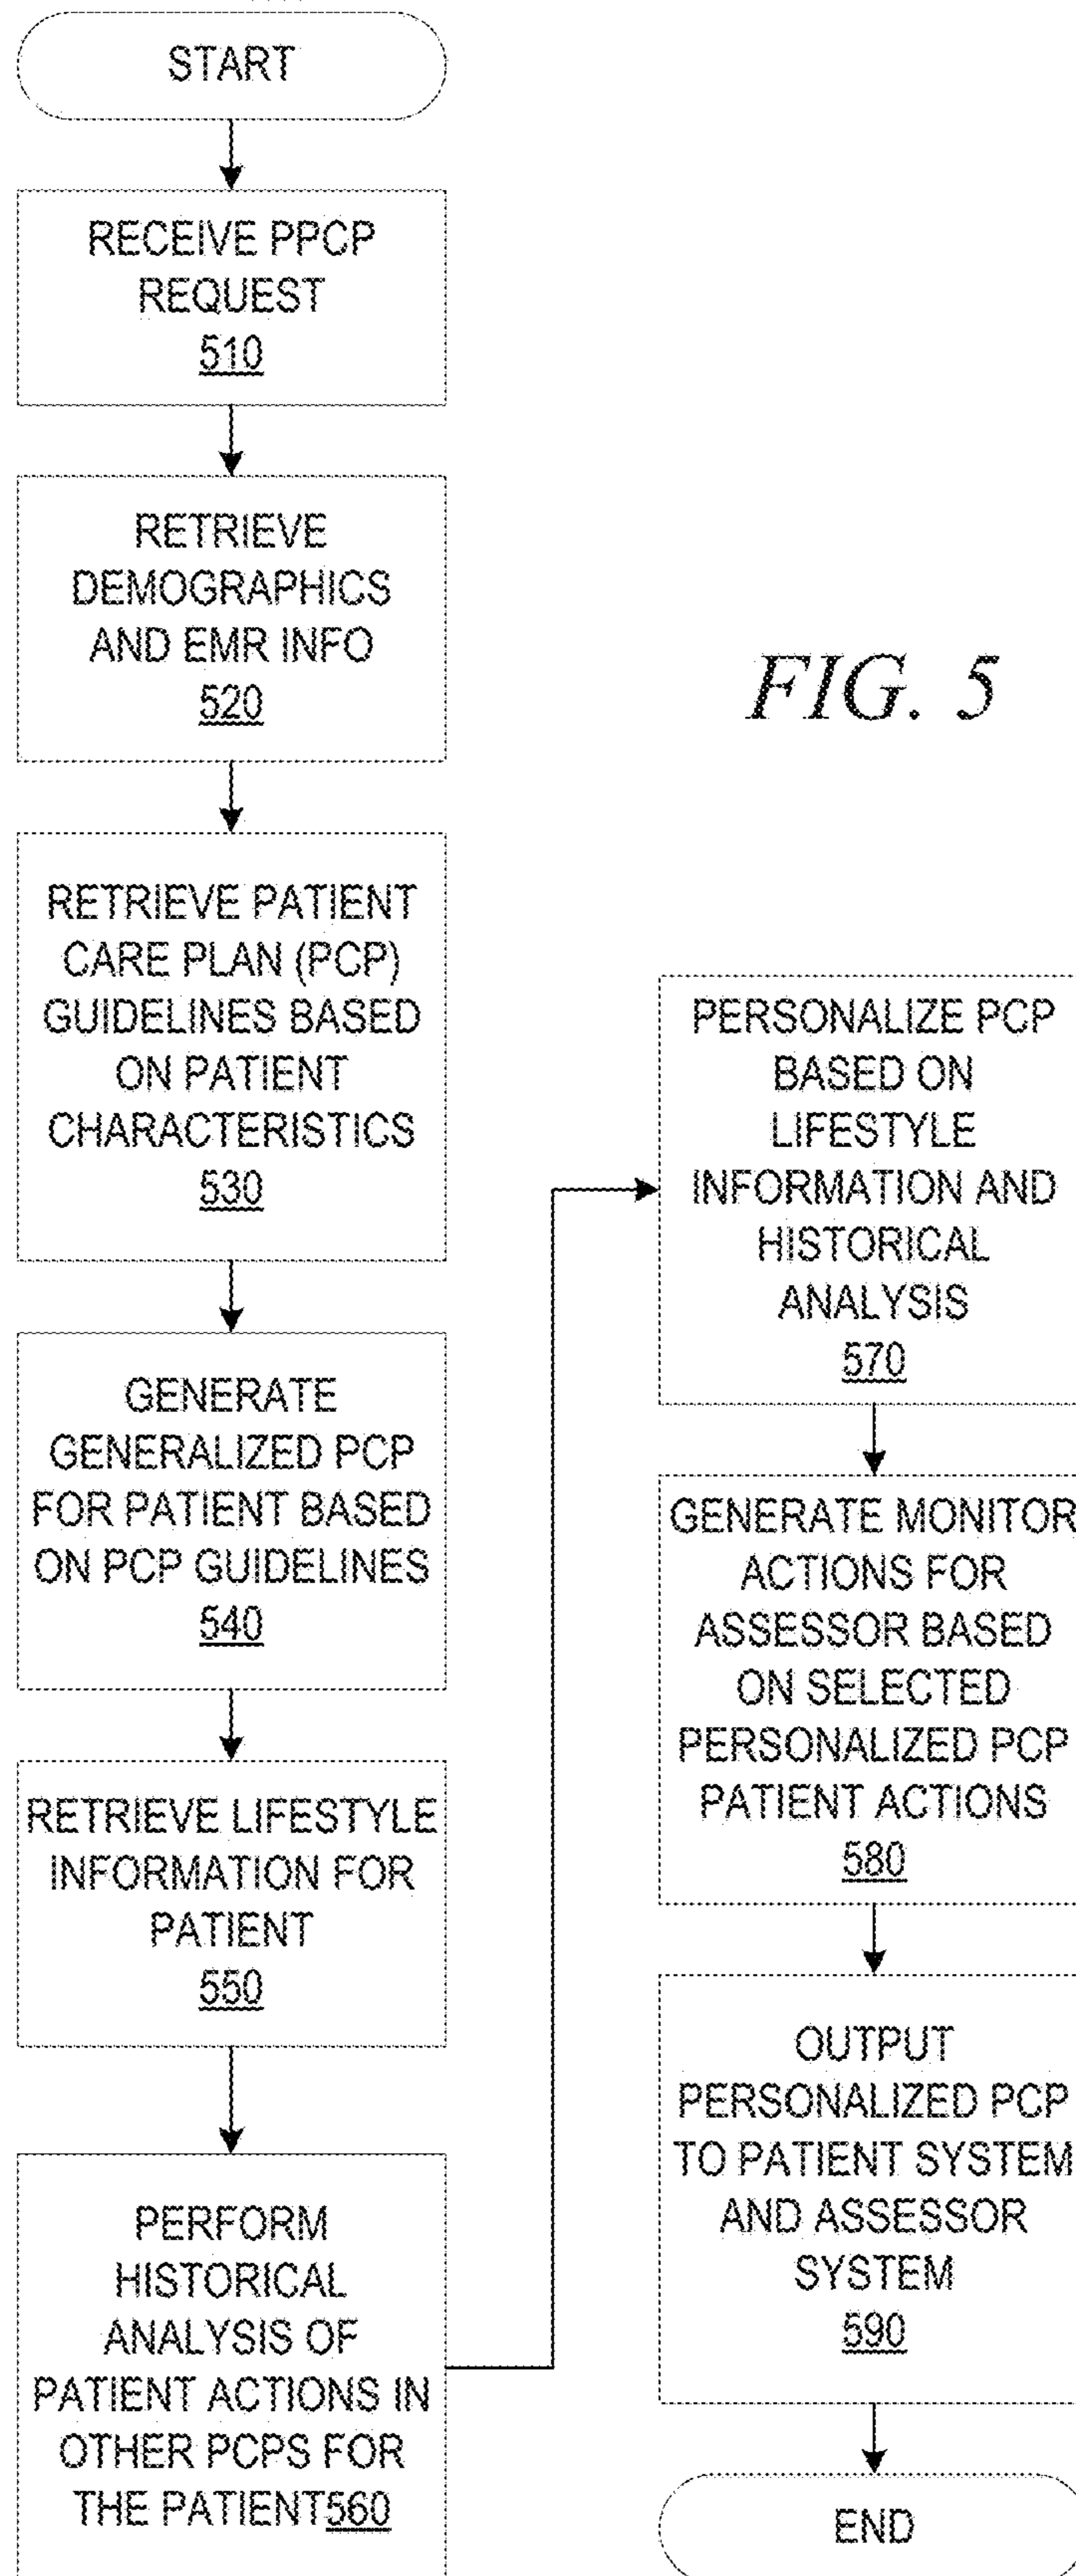 START
RECEIVE PPCP
REQUEST
510
RETRIEVE
DEMOGRAPHICS
AND EMR INFO
520
RETRIEVE PATIENT
CARE PLAN (PCP)
GUIDELINES BASED
ON PATIENT
CHARACTERISTICS
530
GENERATE
GENERALIZED PCP
FOR PATIENT BASED
ON PCP GUIDELINES
540
RETRIEVE LIFESTYLE
INFORMATION FOR
PATIENT
550
PERFORM
HISTORICAL
ANALYSIS OF
PATIENT ACTIONS IN
OTHER PCPS FOR
THE PATIENT560
FIG. 5
PERSONALIZE PCP
BASED ON
LIFESTYLE
INFORMATION AND
HISTORICAL
ANALYSIS
570
GENERATE MONITOR
ACTIONS FOR
ASSESSOR BASED
ON SELECTED
PERSONALIZED PCP
PATIENT ACTIONS
580
OUTPUT
PERSONALIZED PCP
TO PATIENT SYSTEM
AND ASSESSOR
SYSTEM
590
END